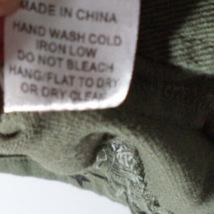 MADE IN CHINA
HAND WASH COLD
IRON LOW
DO NOT BLEACH
HANG/FLAT TO DRY
OR DRY CLEAN